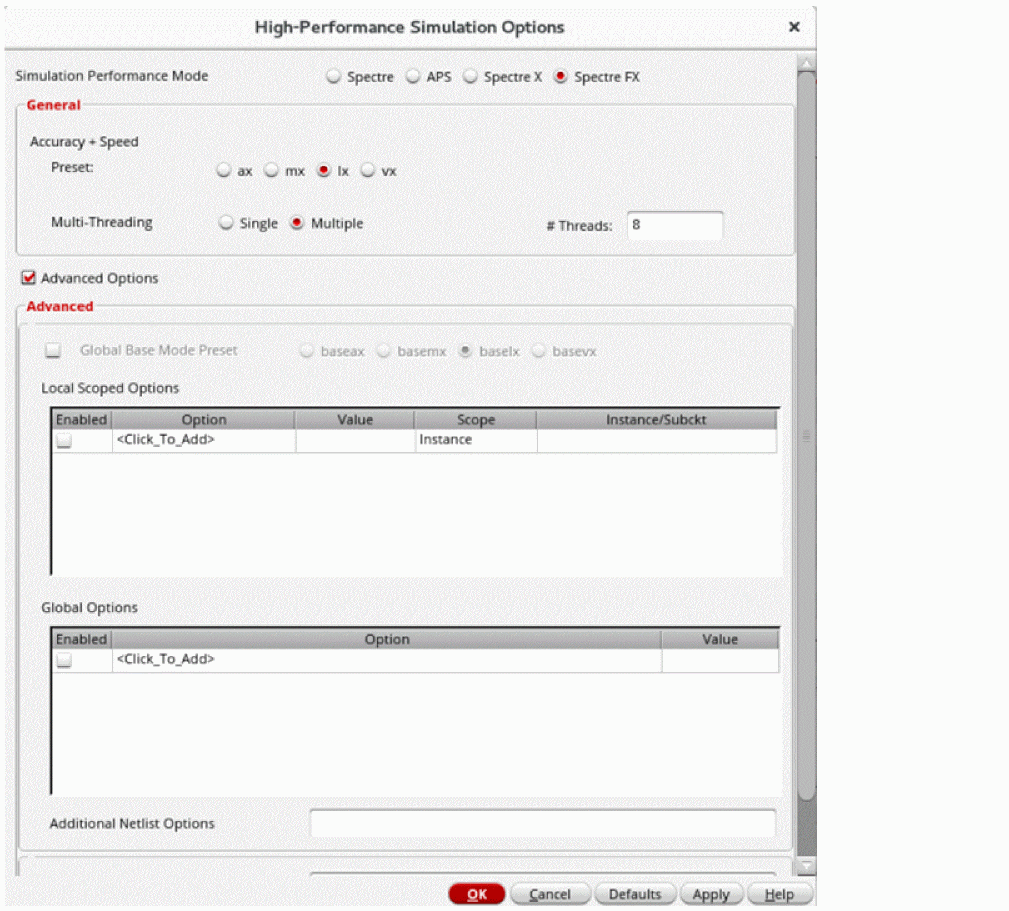 High-Performance Simulation Options
Simulation Performance Mode Spectre APS Spectre X Spectre FX
General
Accuracy + Speed
Preset: ax mx lx vx
Multi-Threading Single Multiple # Threads: 8
Advanced Options
Advanced
Global Base Mode Preset baseax basemx baselx basevx
Local Scoped Options
Enabled Option Value Scope Instance/Subckt
<Click_To_Add> Instance
Global Options
Enabled Option Value
<Click_To_Add>
Additional Netlist Options
OK Cancel Defaults Apply Help